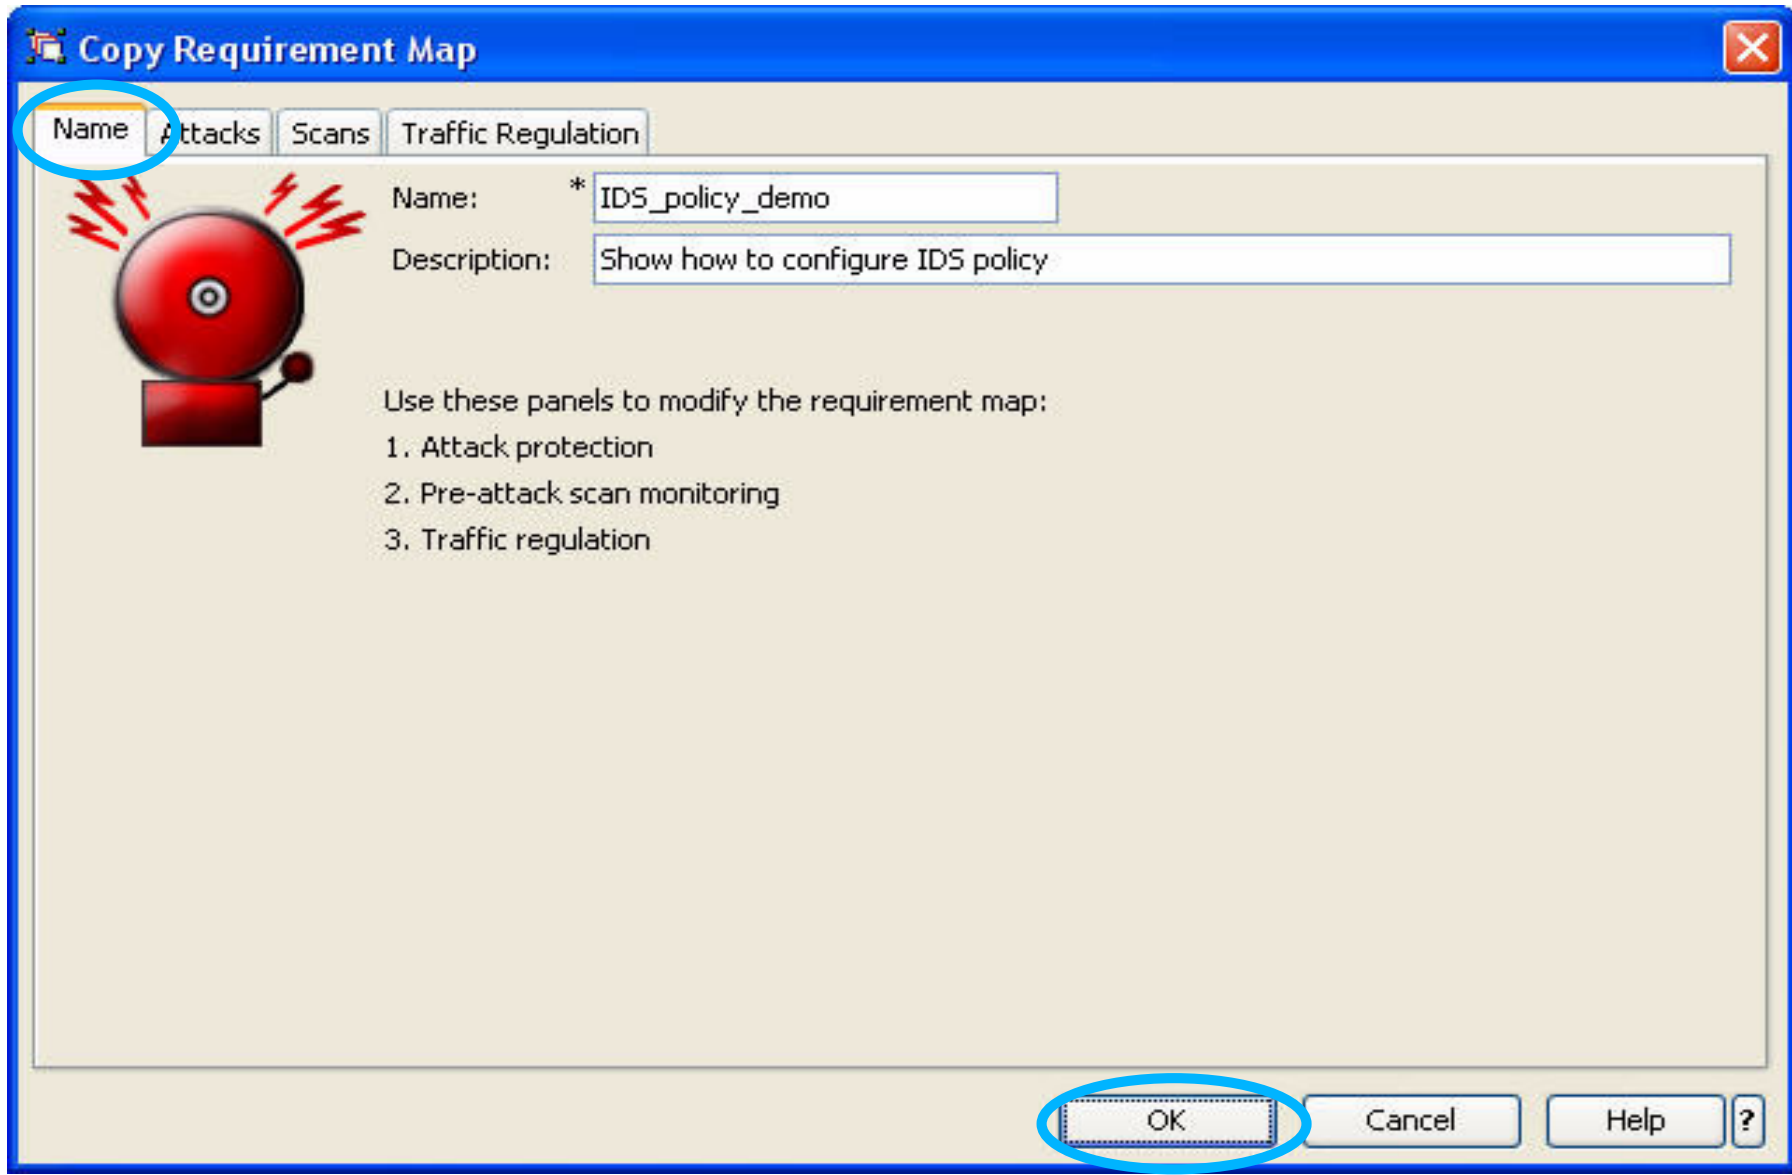 Copy Requirement Map
Name Attacks Scans Traffic Regulation
Name: * IDS_policy_demo
Description: Show how to configure IDS policy
Use these panels to modify the requirement map:
1. Attack protection
2. Pre-attack scan monitoring
3. Traffic regulation
OK Cancel Help ?